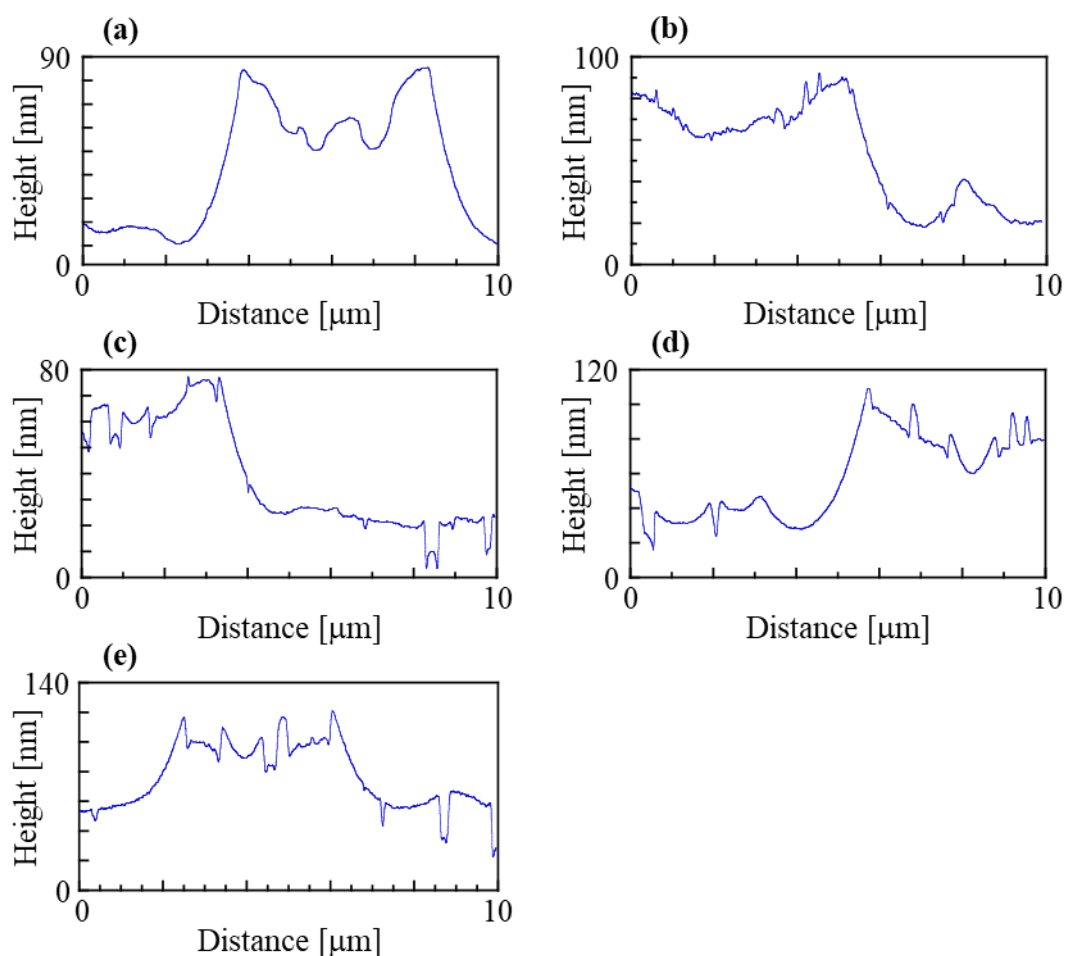 (a)
90
Height [nm]
0
0
10
Distance [μm]
(b)
100
Height [nm]
0
0
10
Distance [μm]
(c)
80
Height [nm]
0
0
10
Distance [μm]
(d)
120
Height [nm]
0
0
10
Distance [μm]
(e)
140
Height [nm]
0
0
10
Distance [μm]